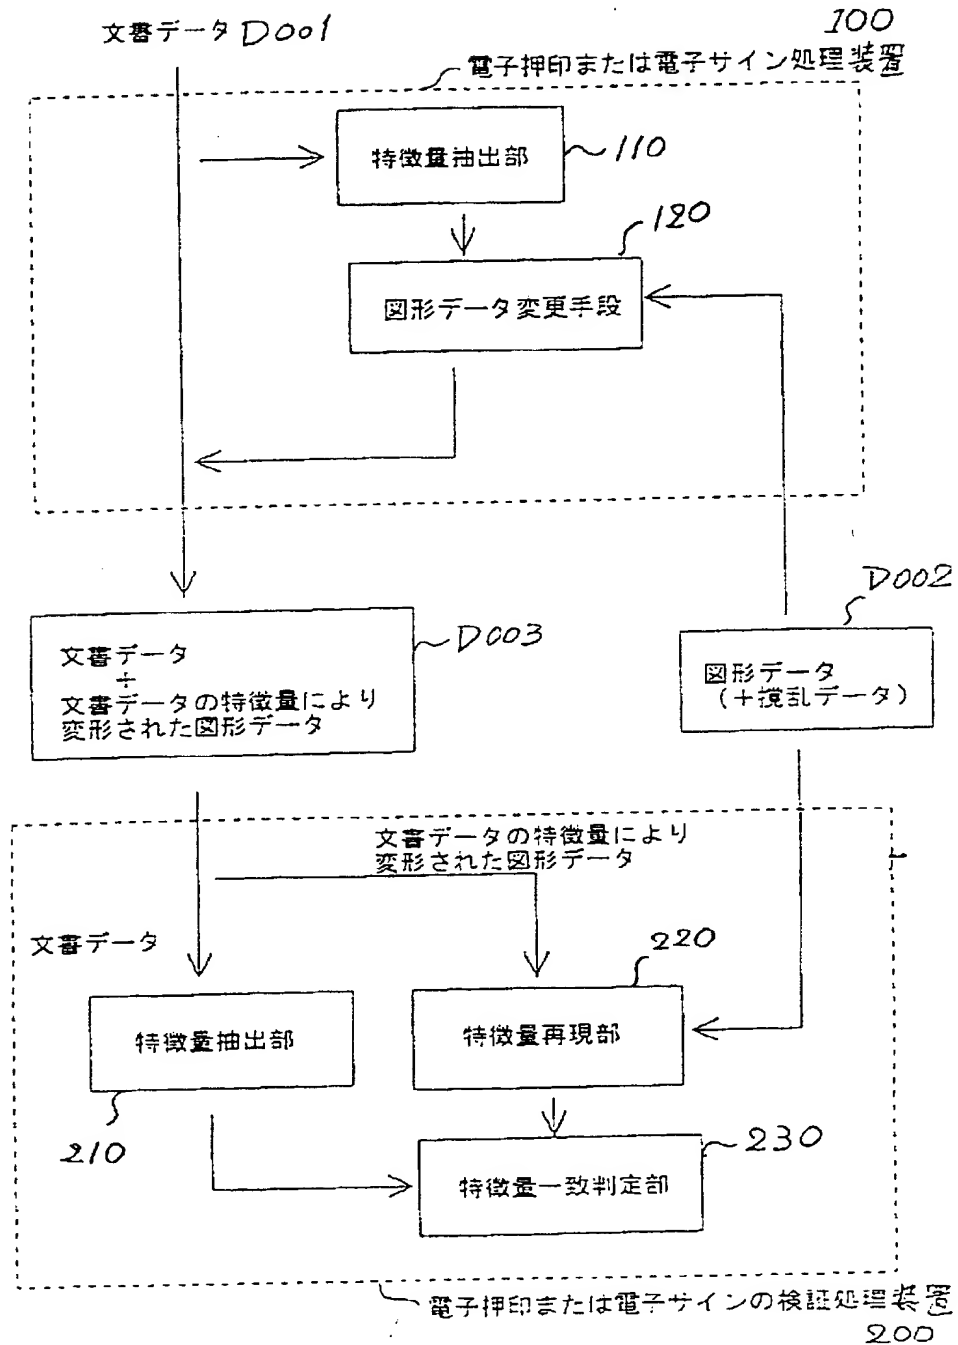 文書データ D001
100
電子押印または電子サイン処理装置
特徴量抽出部
110
120
図形データ変更手段
D002
文書データ
+
文書データの特徴量により
変形された図形データ
D003
図形データ
(+撹乱データ)
文書データの特徴量により
変形された図形データ
文書データ
220
特徴量抽出部
特徴量再現部
210
230
特徴量一致判定部
電子押印または電子サインの検証処理装置
200